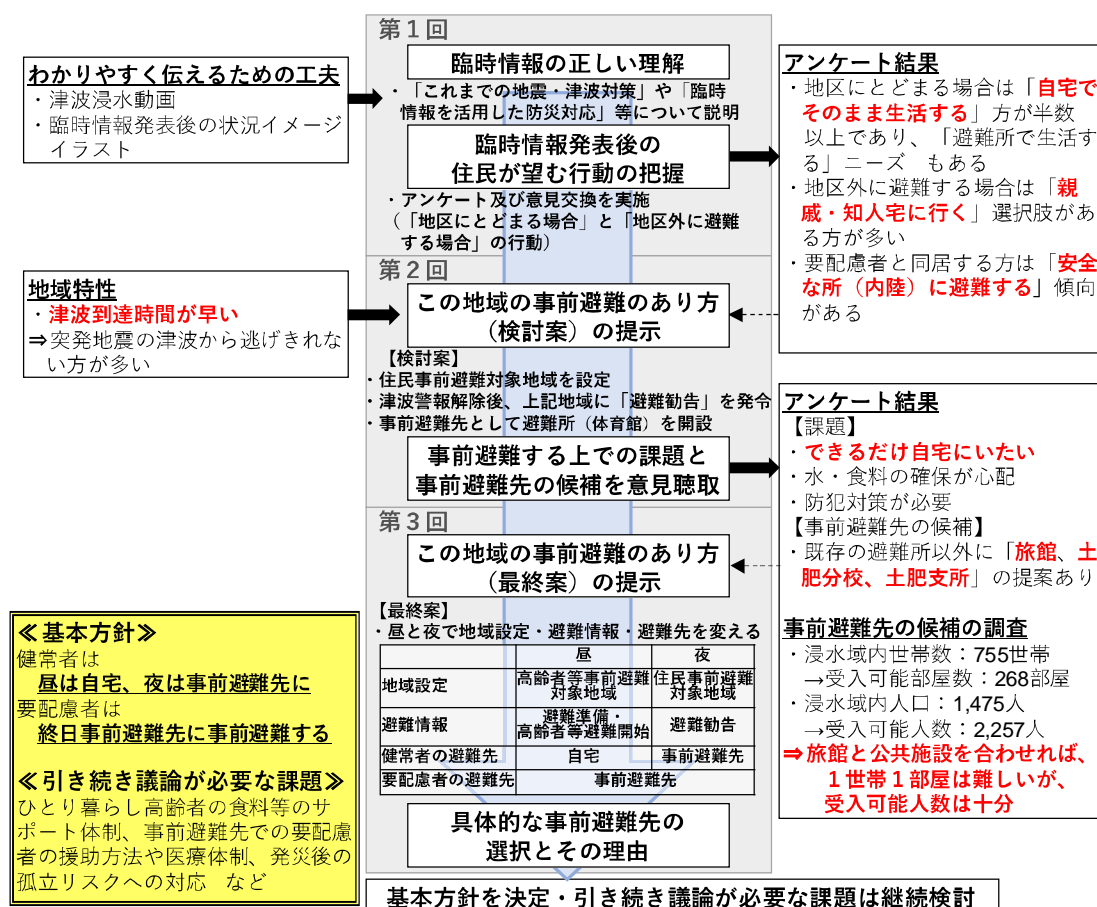 第1回
臨時情報の正しい理解
・「これまでの地震・津波対策」や「臨時
情報を活用した防災対応」等について説明
臨時情報発表後の
住民が望む行動の把握
・アンケート及び意見交換を実施
（「地区にとどまる場合」と「地区外に避難
する場合」の行動）
わかりやすく伝えるための工夫
・津波浸水動画
・臨時情報発表後の状況イメージ
イラスト
アンケート結果
・地区にとどまる場合は「自宅で
そのまま生活する」方が半数
以上であり、「避難所で生活す
る」ニーズ　もある
・地区外に避難する場合は「親
戚・知人宅に行く」選択肢があ
る方が多い
・要配慮者と同居する方は「安全
な所（内陸）に避難する」傾向
がある
第2回
この地域の事前避難のあり方
（検討案）の提示
【検討案】
・住民事前避難対象地域を設定
・津波警報解除後、上記地域に「避難勧告」を発令
・事前避難先として避難所（体育館）を開設
事前避難する上での課題と
事前避難先の候補を意見聴取
地域特性
・津波到達時間が早い
⇒突発地震の津波から逃げきれな
い方が多い
アンケート結果
【課題】
・できるだけ自宅にいたい
・水・食料の確保が心配
・防犯対策が必要
【事前避難先の候補】
・既存の避難所以外に「旅館、土
肥分校、土肥支所」の提案あり
事前避難先の候補の調査
・浸水域内世帯数：755世帯
→受入可能部屋数：268部屋
・浸水域内人口：1,475人
→受入可能人数：2,257人
⇒旅館と公共施設を合わせれば、
１世帯１部屋は難しいが、
受入可能人数は十分
第3回
この地域の事前避難のあり方
（最終案）の提示
【最終案】
・昼と夜で地域設定・避難情報・避難先を変える
昼　夜
地域設定　高齢者等事前避難対象地域　住民事前避難対象地域
避難情報　避難準備・高齢者等避難開始　避難勧告
健常者の避難先　自宅　事前避難先
要配慮者の避難先　事前避難先
具体的な事前避難先の
選択とその理由
≪基本方針≫
健常者は
昼は自宅、夜は事前避難先に
要配慮者は
終日事前避難先に事前避難する
≪引き続き議論が必要な課題≫
ひとり暮らし高齢者の食料等のサ
ポート体制、事前避難先での要配慮
者の援助方法や医療体制、発災後の
孤立リスクへの対応　など
基本方針を決定・引き続き議論が必要な課題は継続検討